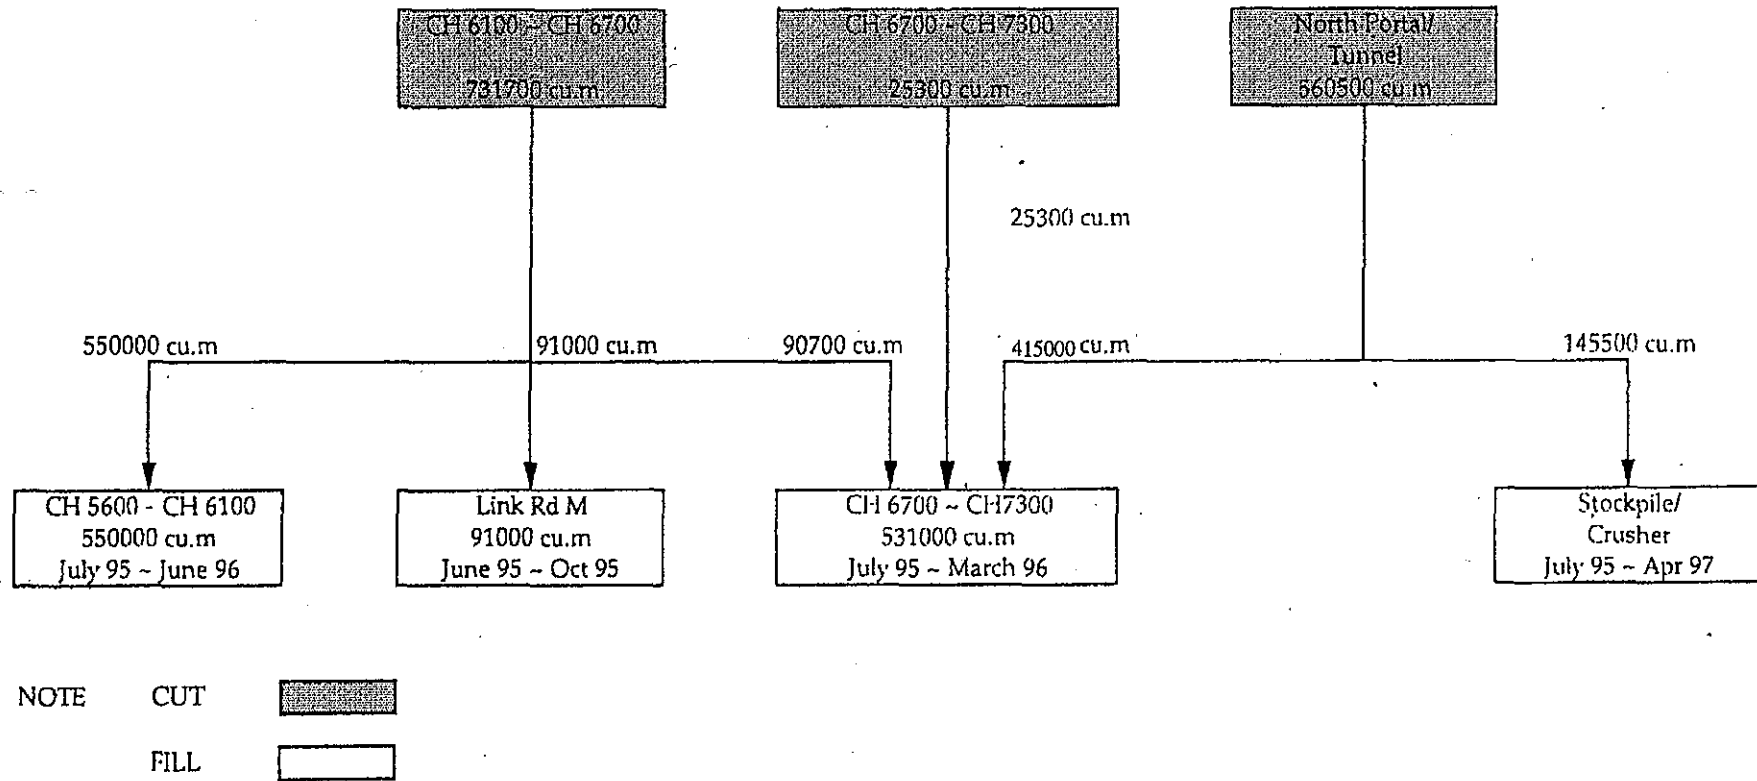 CH 6100 ~ CH 6700
731700 cu.m
CH 6700 ~ CH 7300
25300 cu.m
North Portal/
Tunnel
560500 cu m
25300 cu.m
550000 cu.m
91000 cu.m
90700 cu.m
415000 cu.m
145500 cu.m
CH 5600 - CH 6100
550000 cu.m
July 95 ~ June 96
Link Rd M
91000 cu.m
June 95 ~ Oct 95
CH 6700 ~ CH7300
531000 cu.m
July 95 ~ March 96
Stockpile/
Crusher
July 95 ~ Apr 97
NOTE CUT
FILL